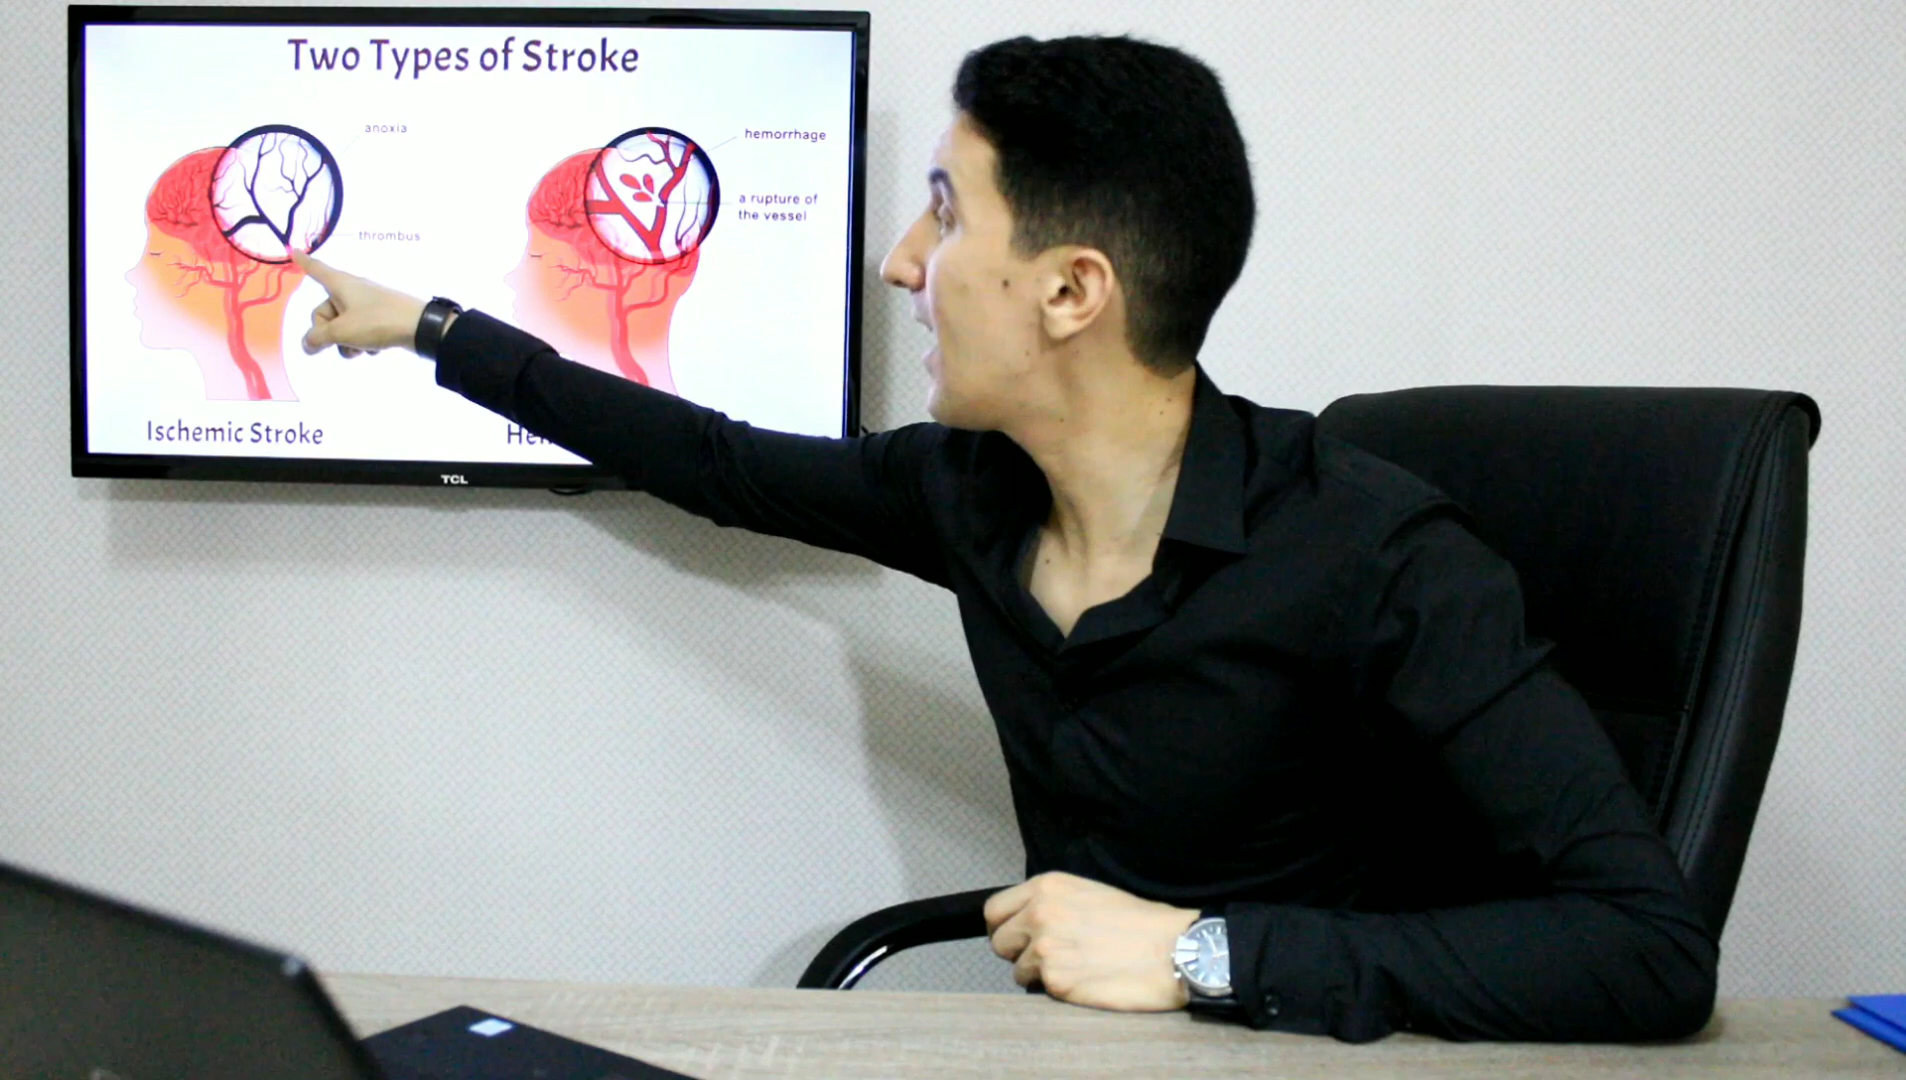 Two Types of Stroke
anoxia
thrombus
hemorrhage
a rupture of
the vessel
Ischemic Stroke
TCL